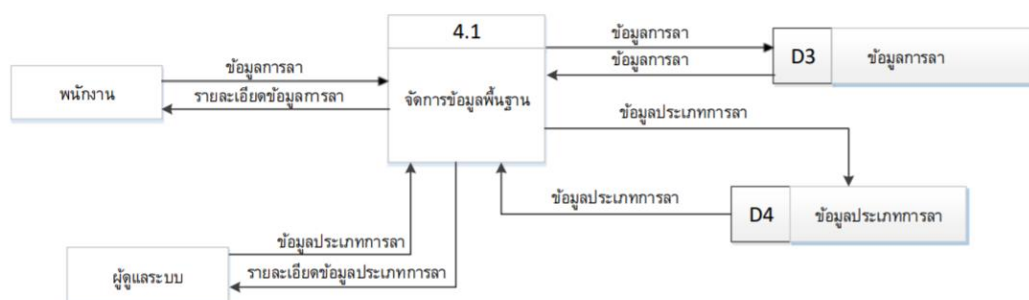 4.1
ข้อมูลการลา
ข้อมูลการลา
D3
ข้อมูลการลา
พนักงาน
ข้อมูลการลา
รายละเอียดข้อมูลการลา
จัดการข้อมูลพื้นฐาน
ข้อมูลประเภทการลา
ข้อมูลประเภทการลา
D4
ข้อมูลประเภทการลา
ผู้ดูแลระบบ
ข้อมูลประเภทการลา
รายละเอียดข้อมูลประเภทการลา